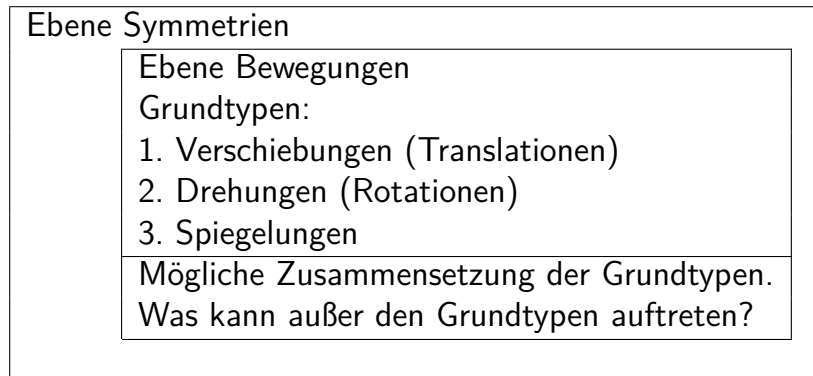 Ebene Symmetrien
Ebene Bewegungen
Grundtypen:
1. Verschiebungen (Translationen)
2. Drehungen (Rotationen)
3. Spiegelungen
Mögliche Zusammensetzung der Grundtypen.
Was kann außer den Grundtypen auftreten?